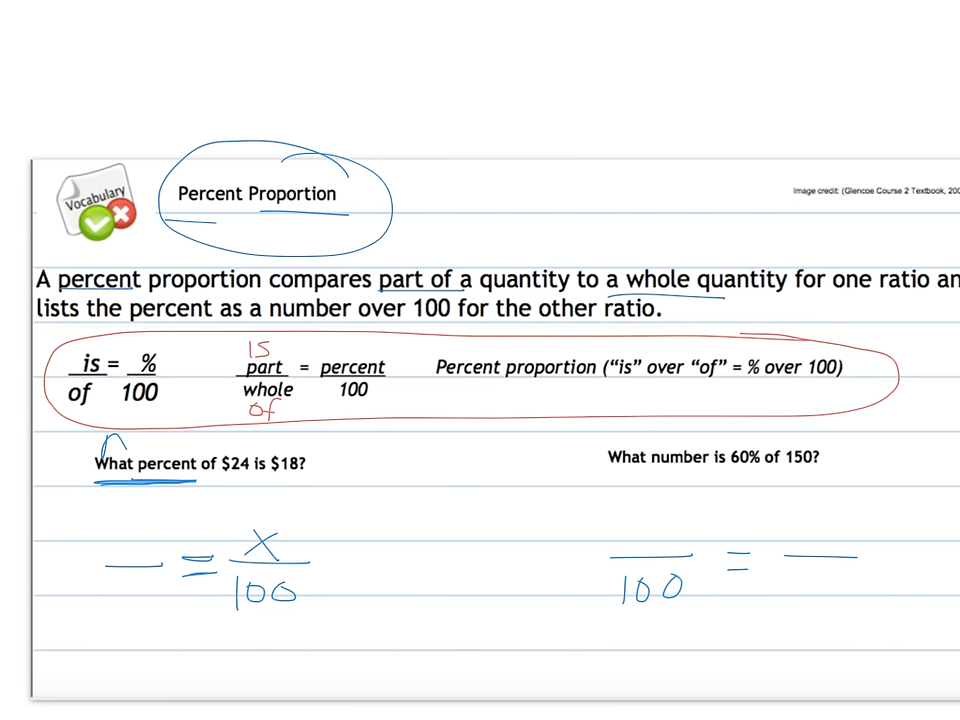 Vocabulary
Percent Proportion
Image credit: (Glencoe Course 2 Textbook, 200
A percent proportion compares part of a quantity to a whole quantity for one ratio an
lists the percent as a number over 100 for the other ratio.
is = %
of 100
is
part = percent
whole 100
of
Percent proportion (“is” over “of” = % over 100)
n
What percent of $24 is $18?
What number is 60% of 150?
= x
100
100 =